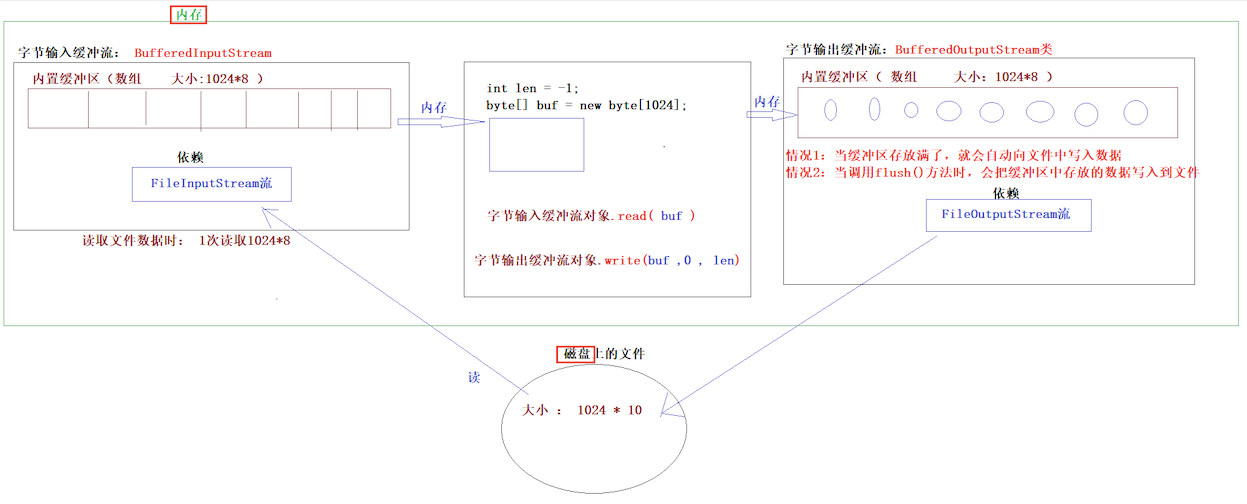 内存
字节输入缓冲流： BufferedInputStream
内置缓冲区（数组 大小:1024*8 ）
依赖
FileInputStream流
读取文件数据时： 1次读取1024*8
内存
int len = -1;
byte[] buf = new byte[1024];
字节输入缓冲流对象.read( buf )
字节输出缓冲流对象.write(buf ,0 , len)
内存
字节输出缓冲流：BufferedOutputStream类
内置缓冲区（ 数组 大小：1024*8 ）
情况1：当缓冲区存放满了，就会自动向文件中写入数据
情况2：当调用flush()方法时，会把缓冲区中存放的数据写入到文件
依赖
FileOutputStream流
磁盘上的文件
读
大小 ： 1024 * 10